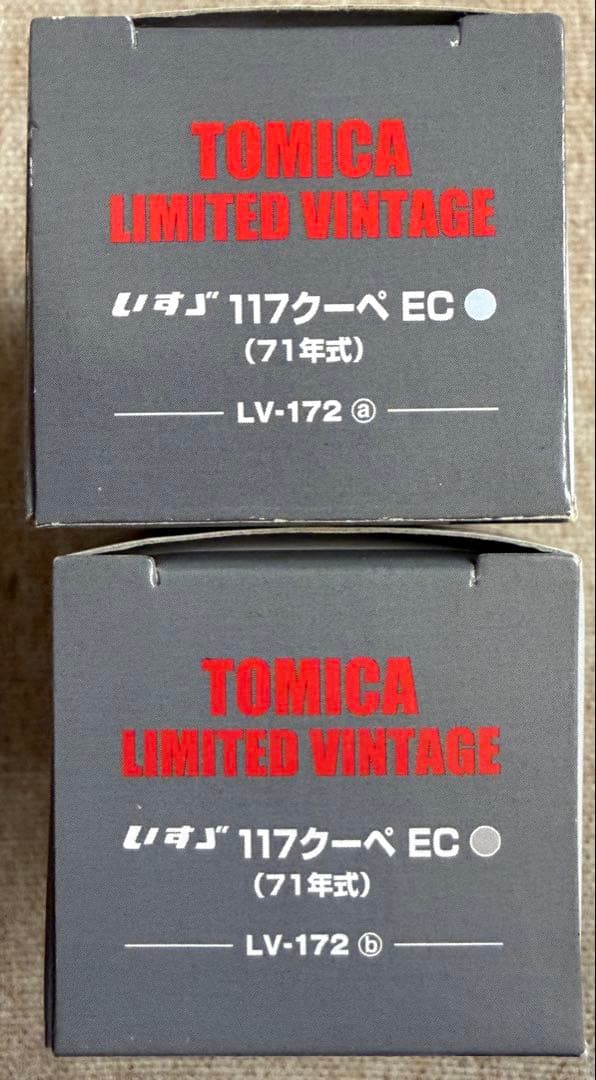 TOMICA
LIMITED VINTAGE
いすゞ 117クーペ EC
（71年式）
LV-172 ⓐ
TOMICA
LIMITED VINTAGE
いすゞ 117クーペ EC
（71年式）
LV-172 ⓑ